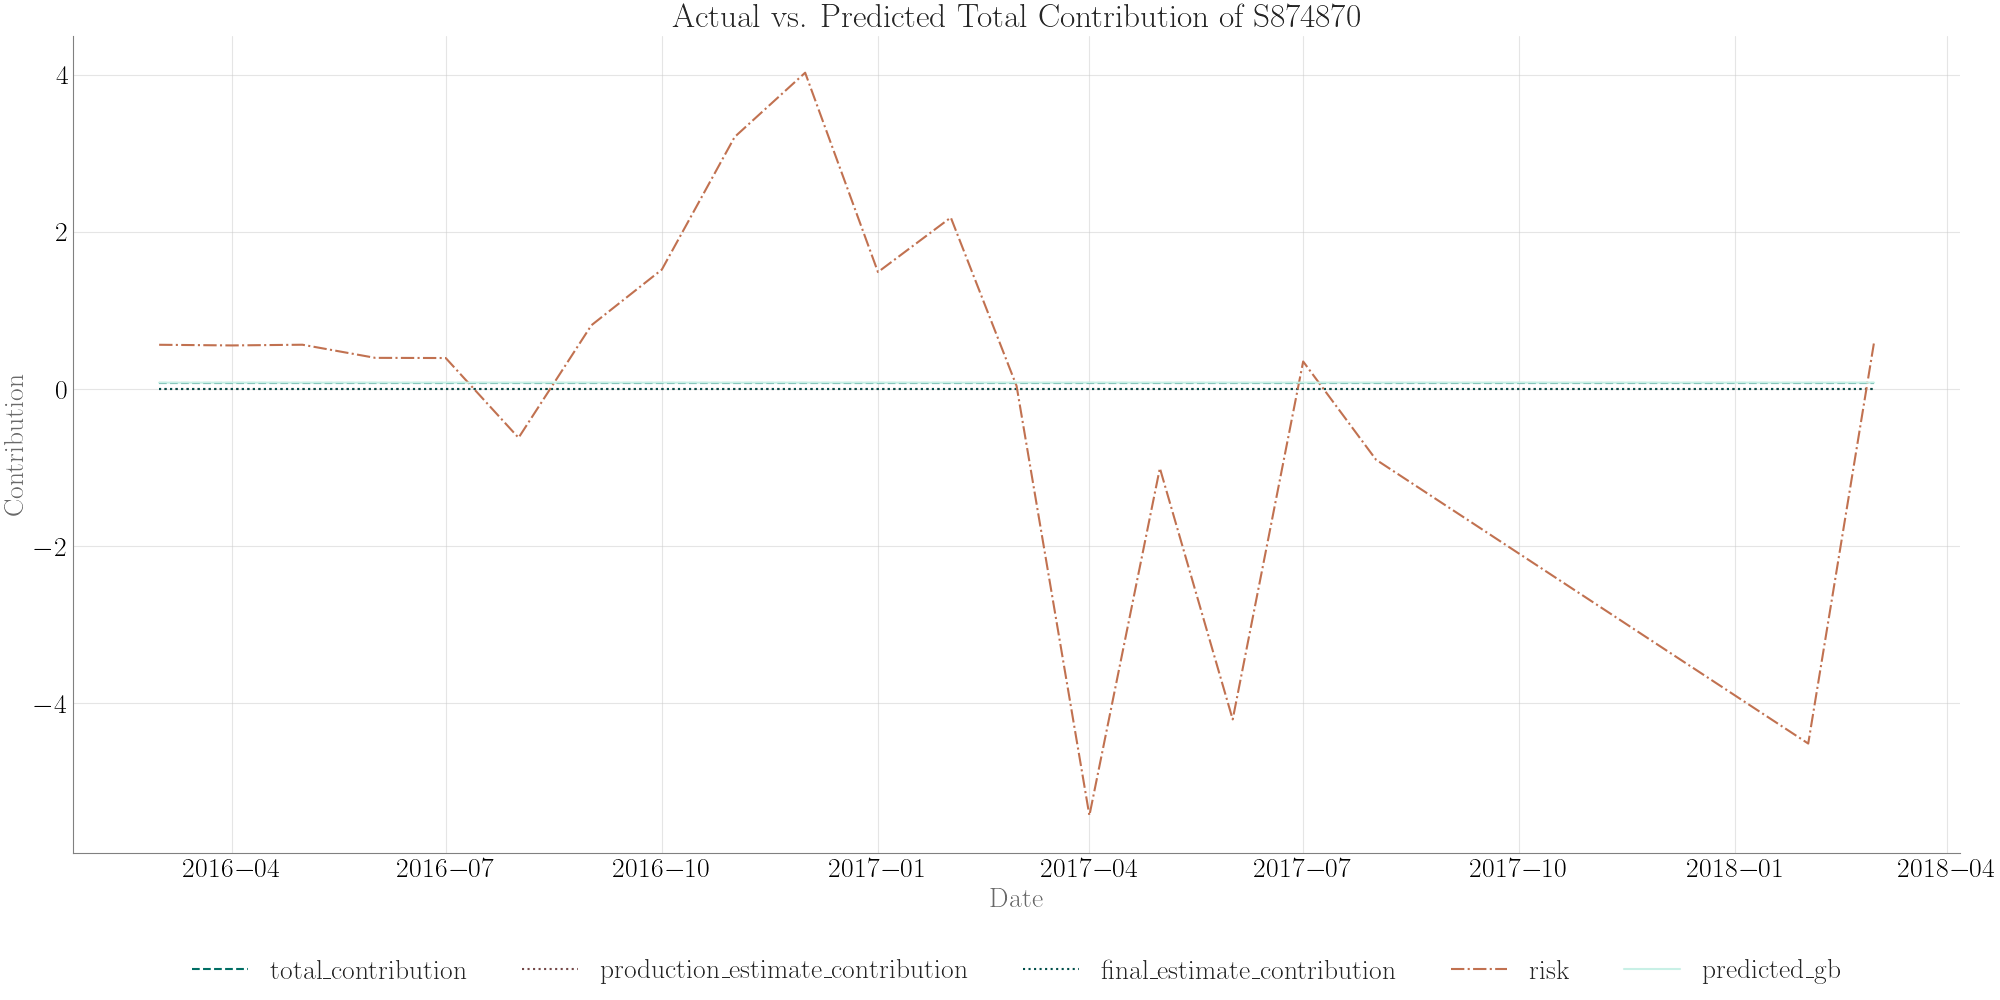 Actual vs. Predicted Total Contribution of S874870
4
2
0
−2
−4
Contribution
2016−04 2016−07 2016−10 2017−01 2017−04 2017−07 2017−10 2018−01 2018−04
Date
total_contribution production_estimate_contribution final_estimate_contribution risk predicted_gb